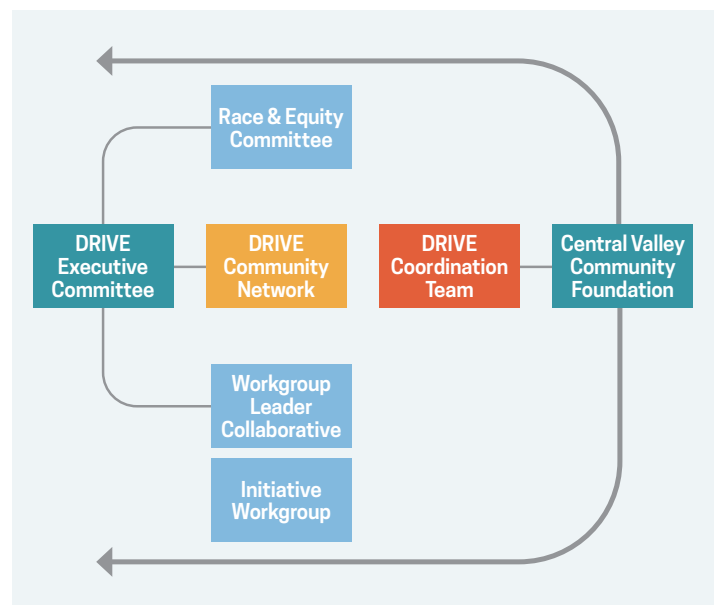 Race & Equity
Committee
DRIVE
Executive
Committee
DRIVE
Community
Network
DRIVE
Coordination
Team
Central Valley
Community
Foundation
Workgroup
Leader
Collaborative
Initiative
Workgroup